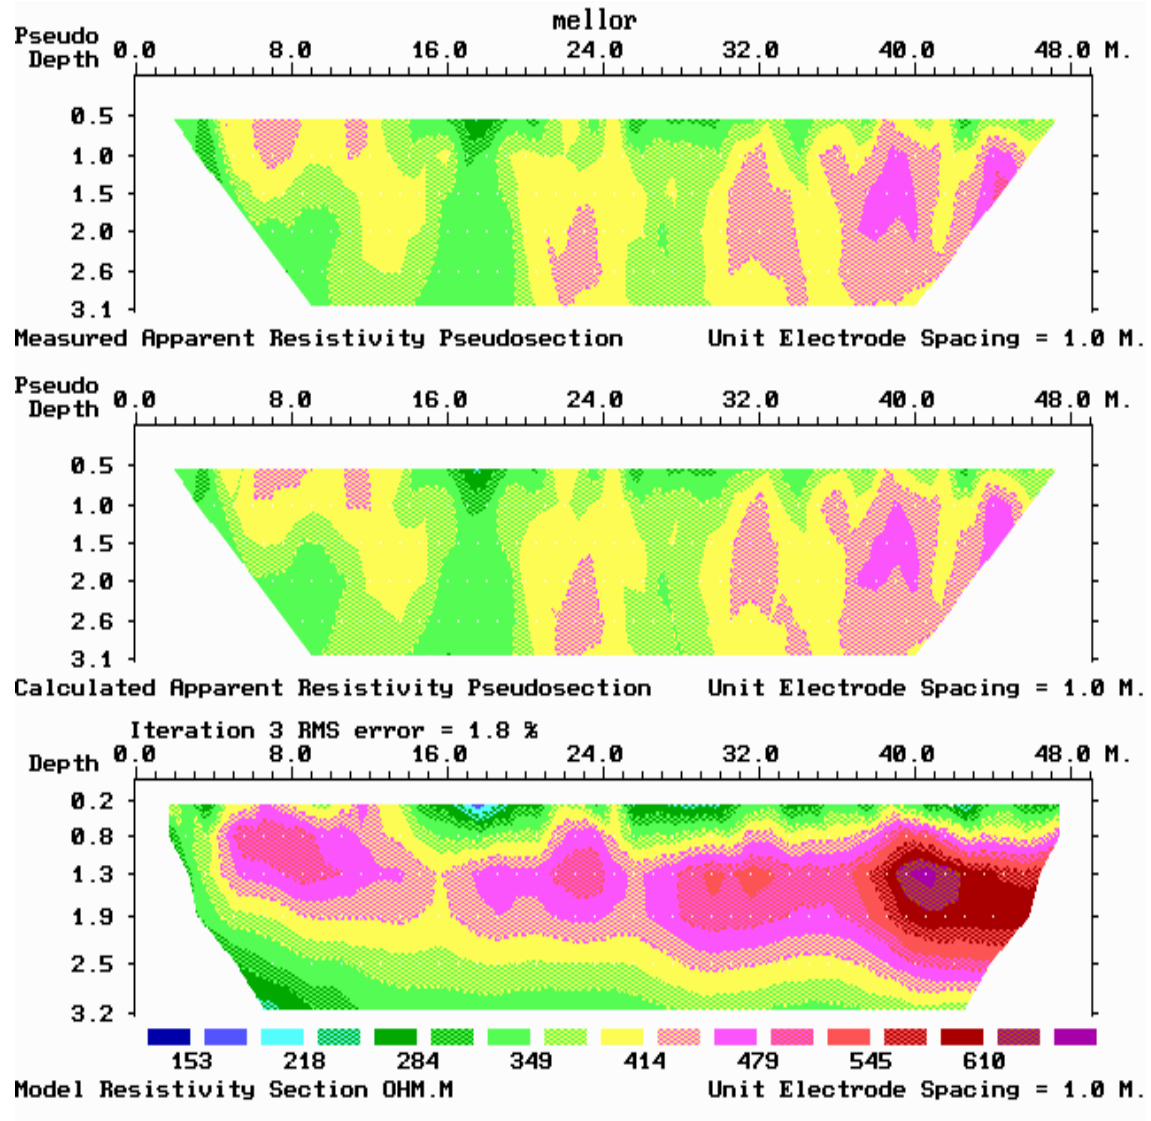 mellor
Pseudo
Depth 0.0 8.0 16.0 24.0 32.0 40.0 48.0 M.
0.5
1.0
1.5
2.0
2.6
3.1
Measured Apparent Resistivity Pseudosection Unit Electrode Spacing = 1.0 M.
Pseudo
Depth 0.0 8.0 16.0 24.0 32.0 40.0 48.0 M.
0.5
1.0
1.5
2.0
2.6
3.1
Calculated Apparent Resistivity Pseudosection Unit Electrode Spacing = 1.0 M.
Iteration 3 RMS error = 1.8 %
Depth 0.0 8.0 16.0 24.0 32.0 40.0 48.0 M.
0.2
0.8
1.3
1.9
2.5
3.2
153 218 284 349 414 479 545 610
Model Resistivity Section OHM.M Unit Electrode Spacing = 1.0 M.